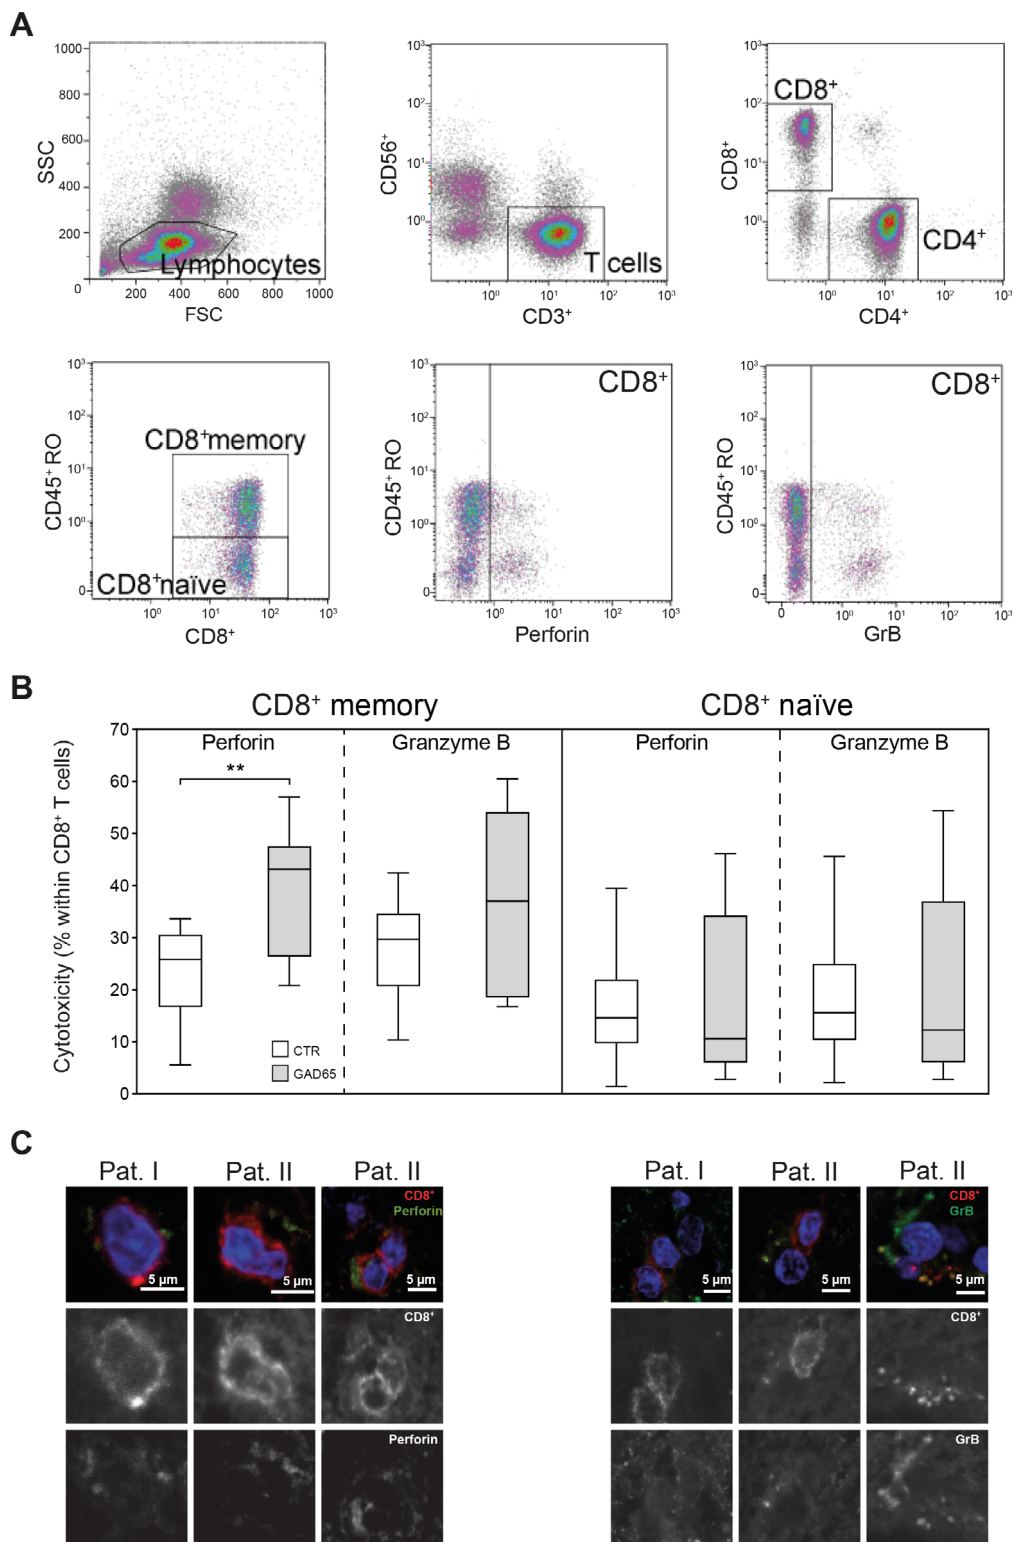 A
1000
800
600
400
200
0
SSC
Lymphocytes
200 400 600 800 1000
FSC
10³
10²
10¹
10⁰
CD56⁺
T cells
10⁰ 10¹ 10² 10³
CD3⁺
10³
10²
10¹
10⁰
CD8⁺
CD8⁺
CD4⁺
10⁰ 10¹ 10² 10³
CD4⁺
10³
10²
10¹
10⁰
0
CD45⁺ RO
CD8⁺memory
CD8⁺naïve
10⁰ 10¹ 10² 10³
CD8⁺
10³
10²
10¹
10⁰
0
CD45⁺ RO
CD8⁺
10⁰ 10¹ 10² 10³
Perforin
10³
10²
10¹
10⁰
0
CD45⁺ RO
CD8⁺
0 10⁰ 10¹ 10² 10³
GrB
B
CD8⁺ memory CD8⁺ naïve
Perforin Granzyme B Perforin Granzyme B
**
70
60
50
40
30
20
10
0
Cytotoxicity (% within CD8⁺ T cells)
CTR
GAD65
C
Pat. I Pat. II Pat. II
CD8⁺
Perforin
5 µm 5 µm 5 µm
CD8⁺
Perforin
Pat. I Pat. II Pat. II
CD8⁺
GrB
5 µm 5 µm 5 µm
CD8⁺
GrB